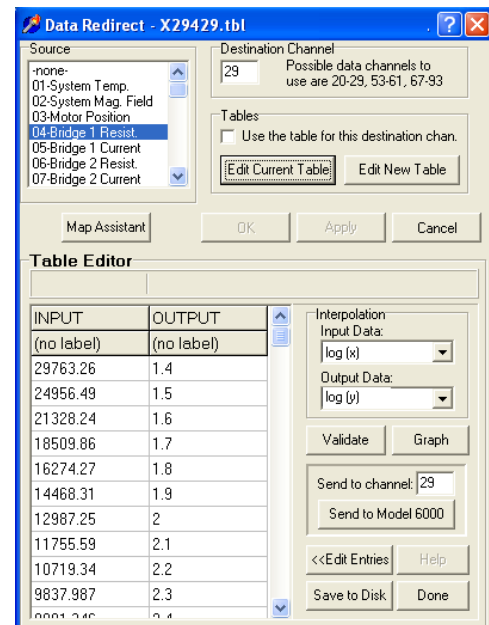 Data Redirect - X29429.tbl
Source
-none-
01-System Temp.
02-System Mag. Field
03-Motor Position
04-Bridge 1 Resist.
05-Bridge 1 Current
06-Bridge 2 Resist.
07-Bridge 2 Current
Destination Channel
29
Possible data channels to
use are 20-29, 53-61, 67-93
Tables
Use the table for this destination chan.
Edit Current Table Edit New Table
Map Assistant OK Apply Cancel
Table Editor
INPUT OUTPUT
(no label) (no label)
29763.26 1.4
24956.49 1.5
21328.24 1.6
18509.86 1.7
16274.27 1.8
14468.31 1.9
12987.25 2
11755.59 2.1
10719.34 2.2
9837.987 2.3
Interpolation
Input Data:
log (x)
Output Data:
log (y)
Validate Graph
Send to channel: 29
Send to Model 6000
<<Edit Entries Help
Save to Disk Done